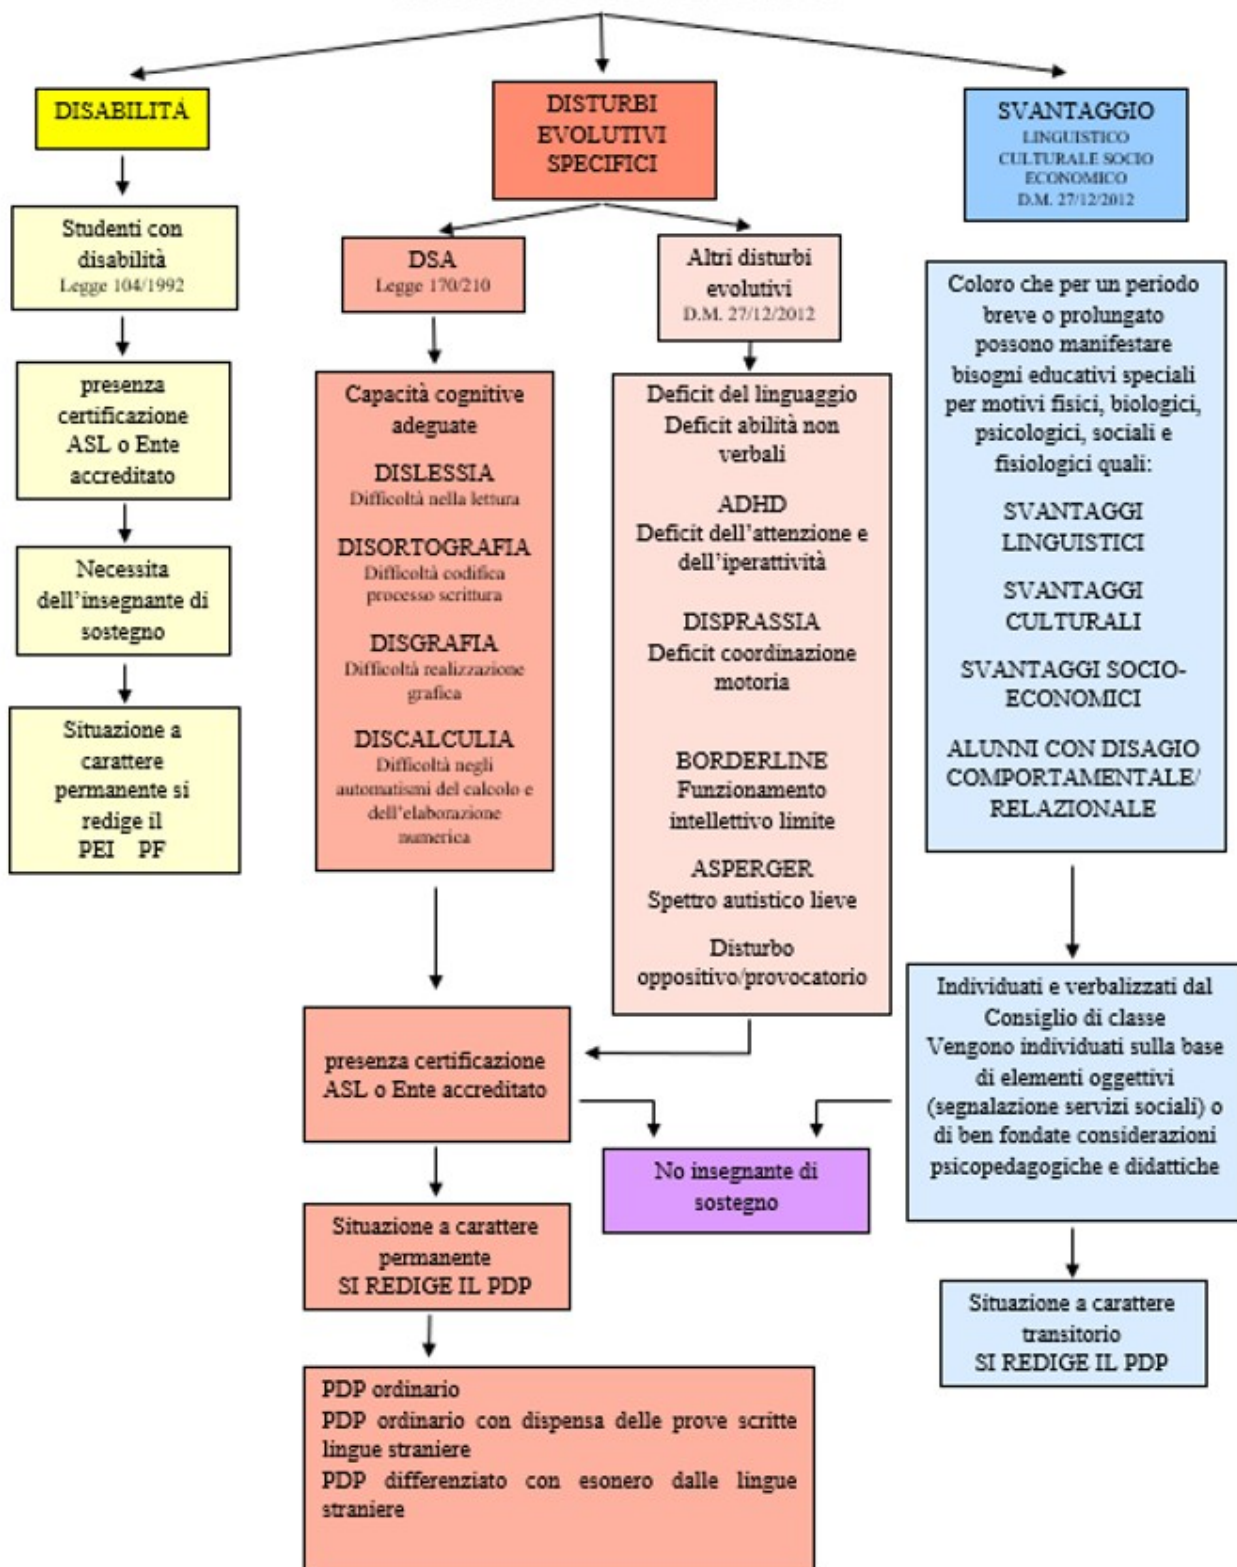 DISABILITÁ
Studenti con
disabilità
Legge 104/1992
presenza
certificazione
ASL o Ente
accreditato
Necessita
dell'insegnante di
sostegno
Situazione a
carattere
permanente si
redige il
PEI PF
DISTURBI
EVOLUTIVI
SPECIFICI
DSA
Legge 170/210
Capacità cognitive
adeguate
DISLESSIA
Difficoltà nella lettura
DISORTOGRAFIA
Difficoltà codifica
processo scrittura
DISGRAFIA
Difficoltà realizzazione
grafica
DISCALCULIA
Difficoltà negli
automatismi del calcolo e
dell'elaborazione
numerica
Altri disturbi
evolutivi
D.M. 27/12/2012
Deficit del linguaggio
Deficit abilità non
verbali
ADHD
Deficit dell'attenzione e
dell'iperattività
DISPRASSIA
Deficit coordinazione
motoria
BORDERLINE
Funzionamento
intellettivo limite
ASPERGER
Spettro autistico lieve
Disturbo
oppositivo/provocatorio
presenza certificazione
ASL o Ente accreditato
Situazione a carattere
permanente
SI REDIGE IL PDP
PDP ordinario
PDP ordinario con dispensa delle prove scritte
lingue straniere
PDP differenziato con esonero dalle lingue
straniere
No insegnante di
sostegno
SVANTAGGIO
LINGUISTICO
CULTURALE SOCIO
ECONOMICO
D.M. 27/12/2012
Coloro che per un periodo
breve o prolungato
possono manifestare
bisogni educativi speciali
per motivi fisici, biologici,
psicologici, sociali e
fisiologici quali:
SVANTAGGI
LINGUISTICI
SVANTAGGI
CULTURALI
SVANTAGGI SOCIO-
ECONOMICI
ALUNNI CON DISAGIO
COMPORTAMENTALE/
RELAZIONALE
Individuati e verbalizzati dal
Consiglio di classe
Vengono individuati sulla base
di elementi oggettivi
(segnalazione servizi sociali) o
di ben fondate considerazioni
psicopedagogiche e didattiche
Situazione a carattere
transitorio
SI REDIGE IL PDP